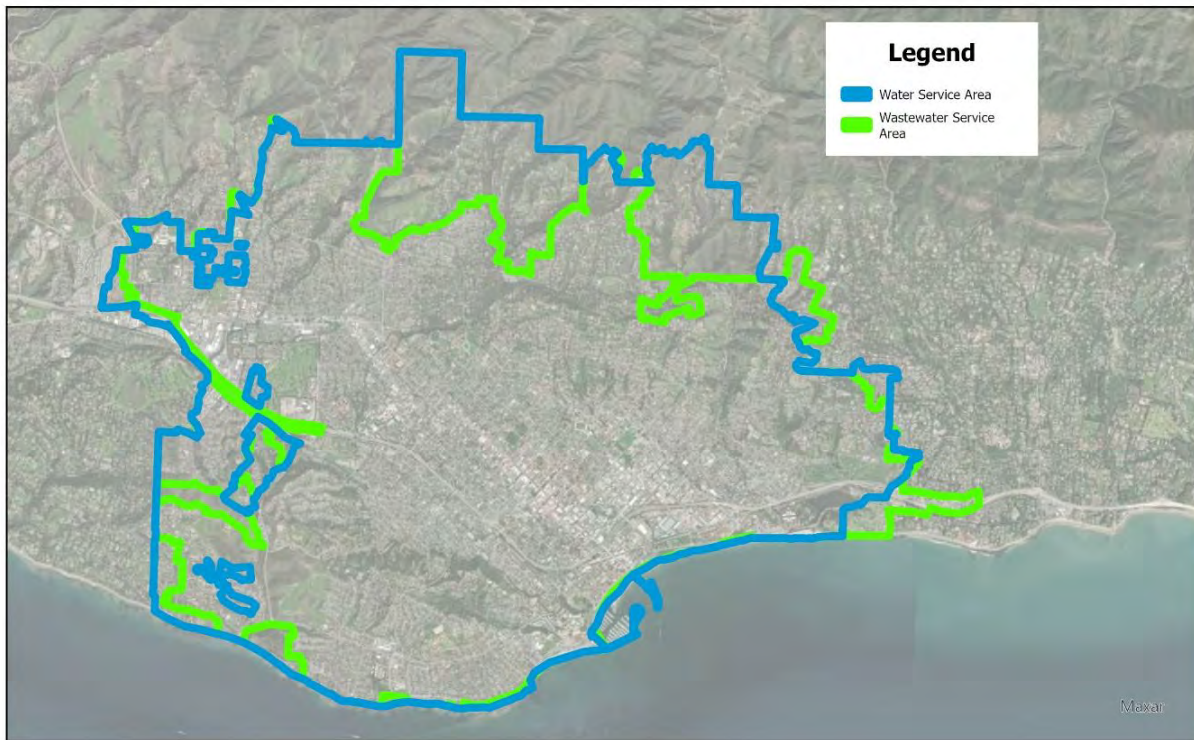 Legend
Water Service Area
Wastewater Service
Area
Maxar